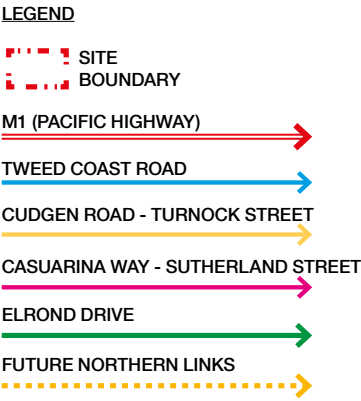 LEGEND
SITE
BOUNDARY
M1 (PACIFIC HIGHWAY)
TWEED COAST ROAD
CUDGEN ROAD - TURNOCK STREET
CASUARINA WAY - SUTHERLAND STREET
ELROND DRIVE
FUTURE NORTHERN LINKS